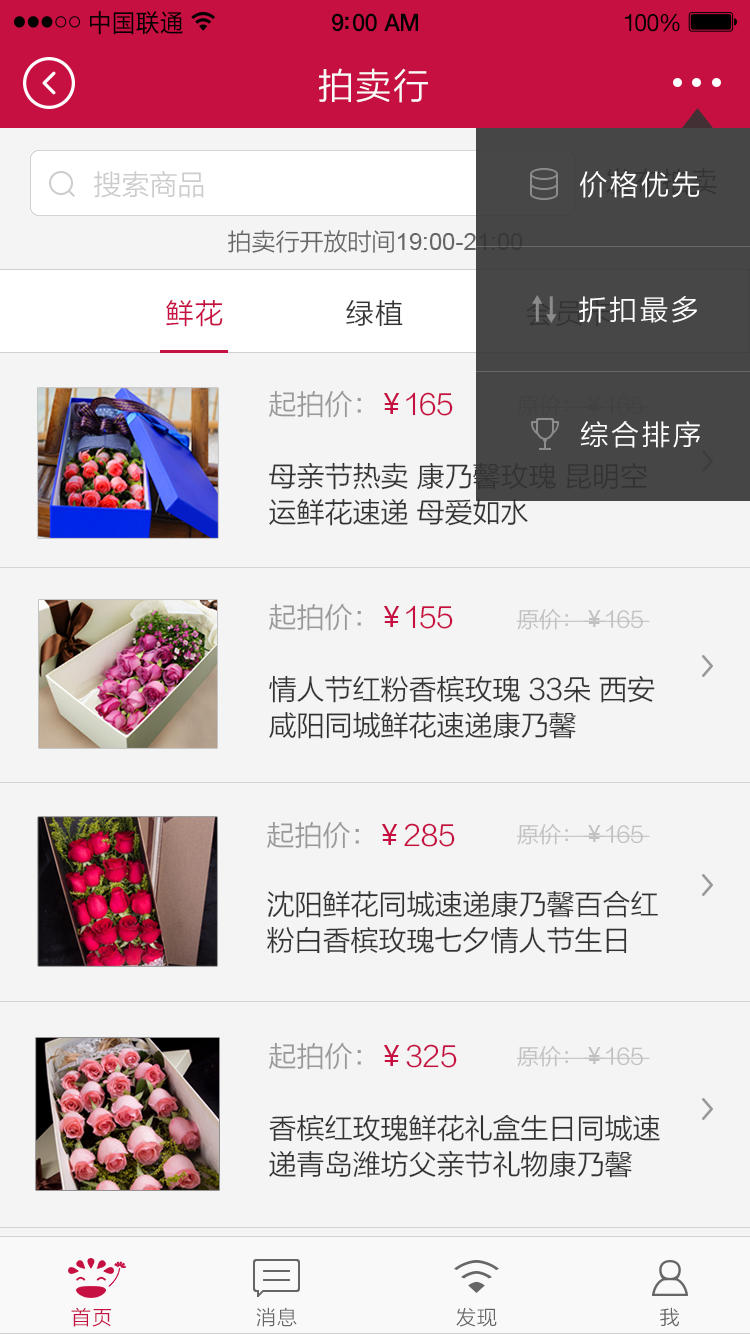 中国联通 9:00 AM 100%
拍卖行
搜索商品
价格优先
拍卖行开放时间19:00-21:00
鲜花 绿植
折扣最多
起拍价：￥165 原价：￥165
综合排序
母亲节热卖 康乃馨玫瑰 昆明空
运鲜花速递 母爱如水
起拍价：￥155 原价：￥165
情人节红粉香槟玫瑰 33朵 西安
咸阳同城鲜花速递康乃馨
起拍价：￥285 原价：￥165
沈阳鲜花同城速递康乃馨百合红
粉白香槟玫瑰七夕情人节生日
起拍价：￥325 原价：￥165
香槟红玫瑰鲜花礼盒生日同城速
递青岛潍坊父亲节礼物康乃馨
首页 消息 发现 我